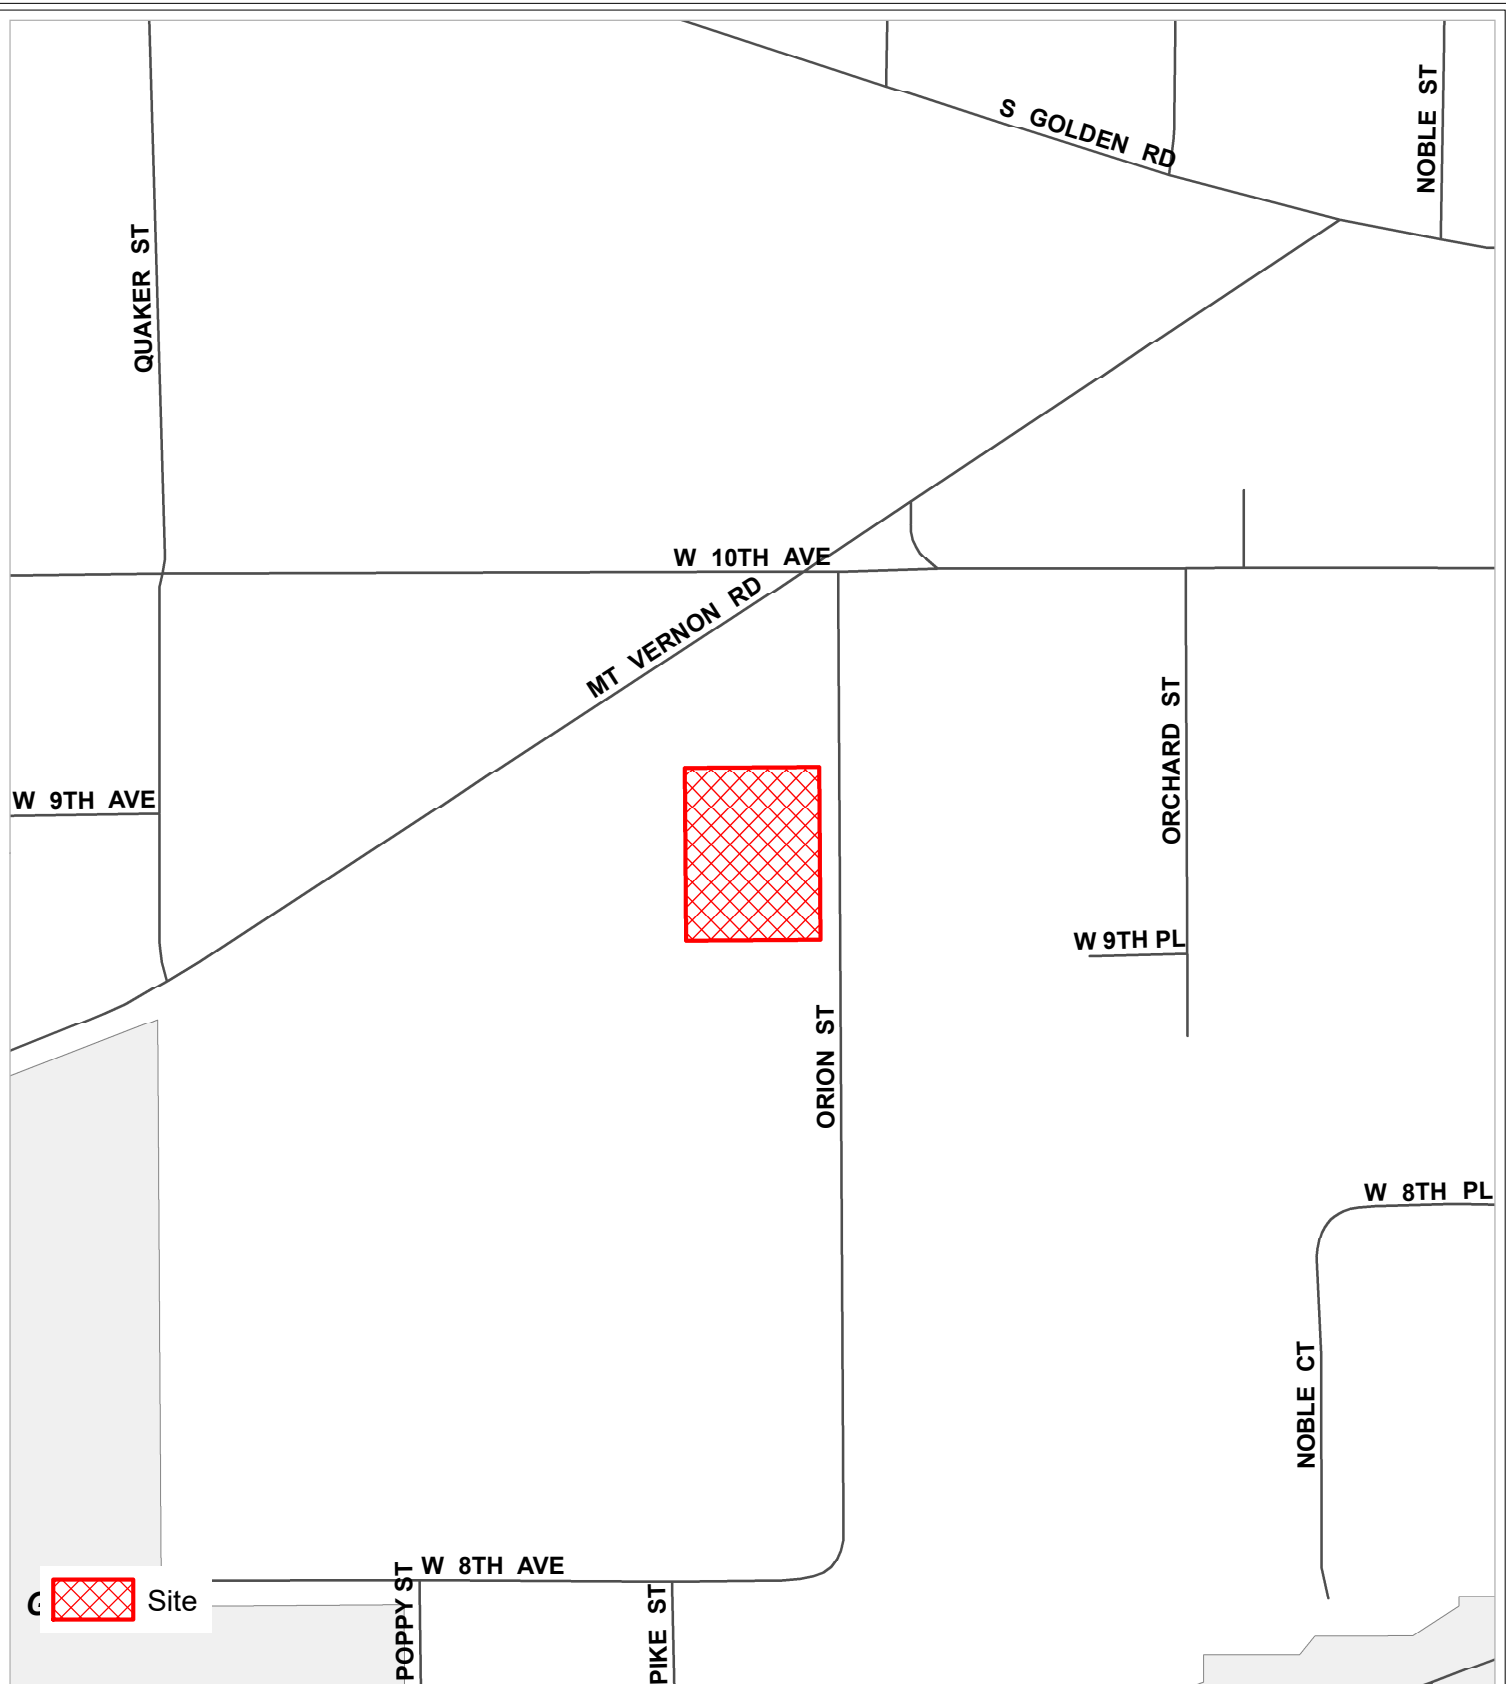 S GOLDEN RD
NOBLE ST
QUAKER ST
W 10TH AVE
MT VERNON RD
ORCHARD ST
W 9TH AVE
W 9TH PL
ORION ST
W 8TH PL
NOBLE CT
W 8TH AVE
POPPY ST
PIKE ST
Site